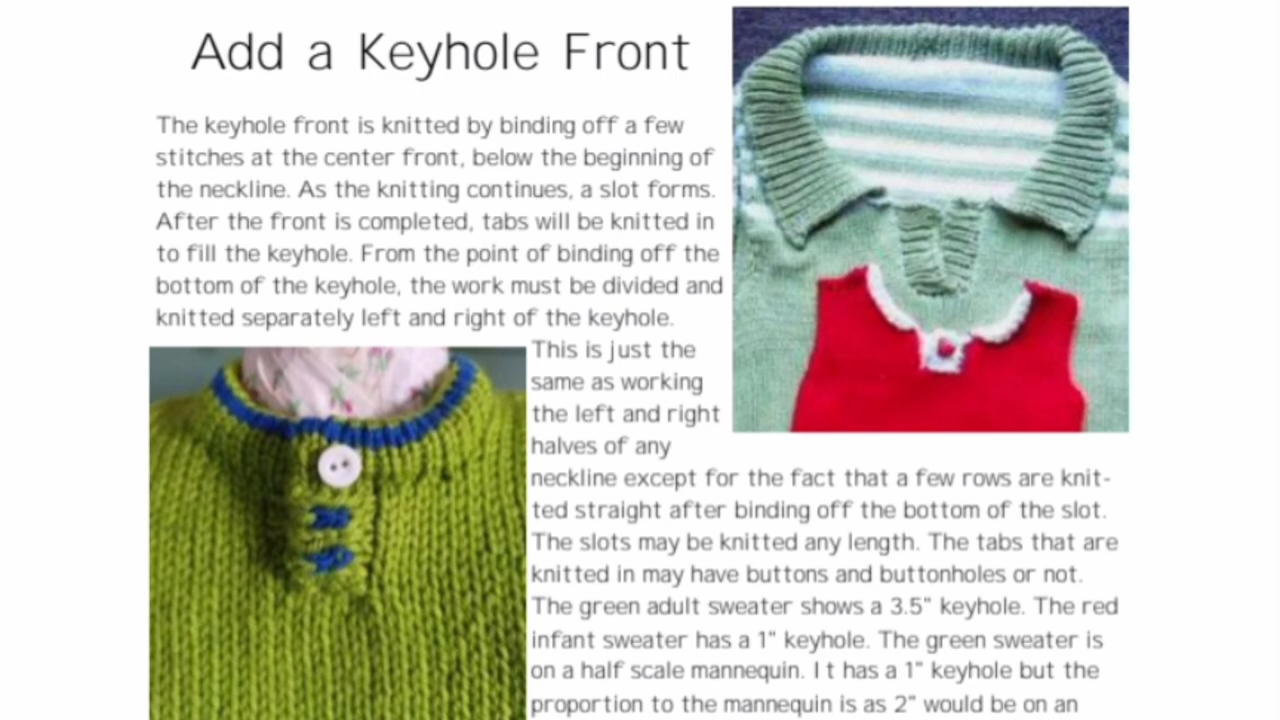 Add a Keyhole Front
The keyhole front is knitted by binding off a few
stitches at the center front, below the beginning of
the neckline. As the knitting continues, a slot forms.
After the front is completed, tabs will be knitted in
to fill the keyhole. From the point of binding off the
bottom of the keyhole, the work must be divided and
knitted separately left and right of the keyhole.
This is just the
same as working
the left and right
halves of any
neckline except for the fact that a few rows are knit-
ted straight after binding off the bottom of the slot.
The slots may be knitted any length. The tabs that are
knitted in may have buttons and buttonholes or not.
The green adult sweater shows a 3.5" keyhole. The red
infant sweater has a 1" keyhole. The green sweater is
on a half scale mannequin. I t has a 1" keyhole but the
proportion to the mannequin is as 2" would be on an